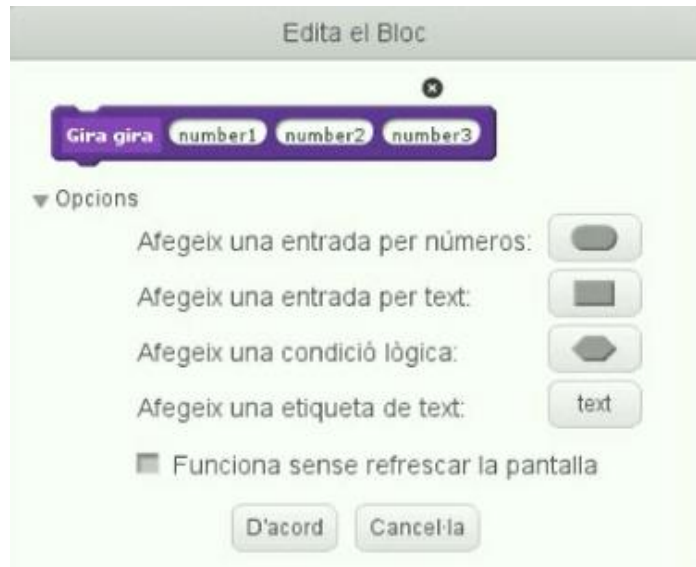 Edita el Bloc
Gira gira number1 number2 number3
Opcions
Afegeix una entrada per números:
Afegeix una entrada per text:
Afegeix una condició lògica:
Afegeix una etiqueta de text: text
Funciona sense refrescar la pantalla
D'acord Cancel·la